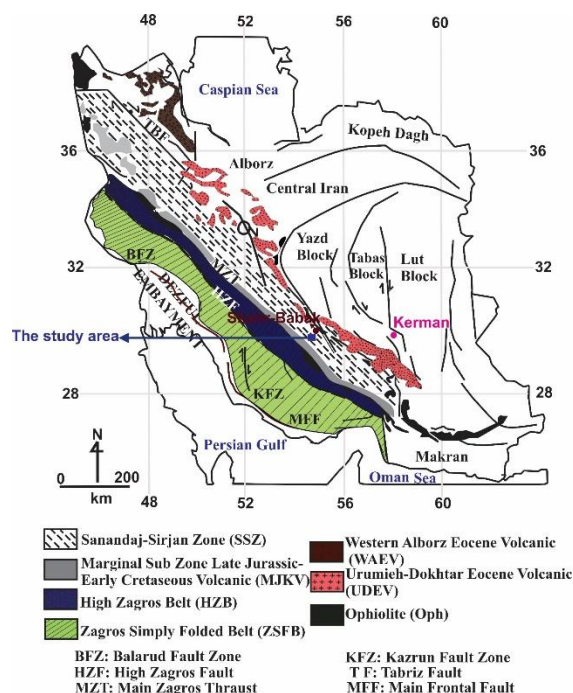 48 52 56 60
Caspian Sea
Kopeh Dagh
TBF
36 36
Alborz
Central Iran
Yazd
Block
Tabas
Block
Lut
Block
BFZ
MZT
32 32
DEZFUL
EMBAYMENT
HZF
Kerman
The study area
KFZ
28 28
MFF
N
Persian Gulf
Makran
Oman Sea
0 200
km
48 52 56 60
Sanandaj-Sirjan Zone (SSZ)
Marginal Sub Zone Late Jurassic-
Early Cretaceous Volcanic (MJKV)
High Zagros Belt (HZB)
Zagros Simply Folded Belt (ZSFB)
Western Alborz Eocene Volcanic
(WAEV)
Urumieh-Dokhtar Eocene Volcanic
(UDEV)
Ophiolite (Oph)
BFZ: Balarud Fault Zone
HZF: High Zagros Fault
MZT: Main Zagros Thraust
KFZ: Kazrun Fault Zone
T F: Tabriz Fault
MFF: Main Frontal Fault